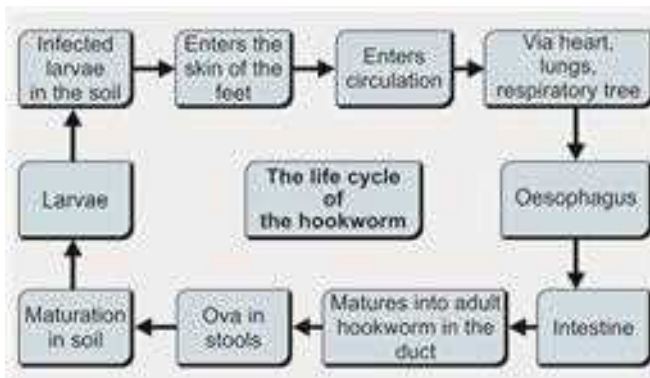 Infected
larvae
in the soil
Enters the
skin of the
feet
Enters
circulation
Via heart,
lungs,
respiratory tree
Larvae
The life cycle
of
the hookworm
Oesophagus
Maturation
in soil
Ova in
stools
Matures into adult
hookworm in the
duct
Intestine